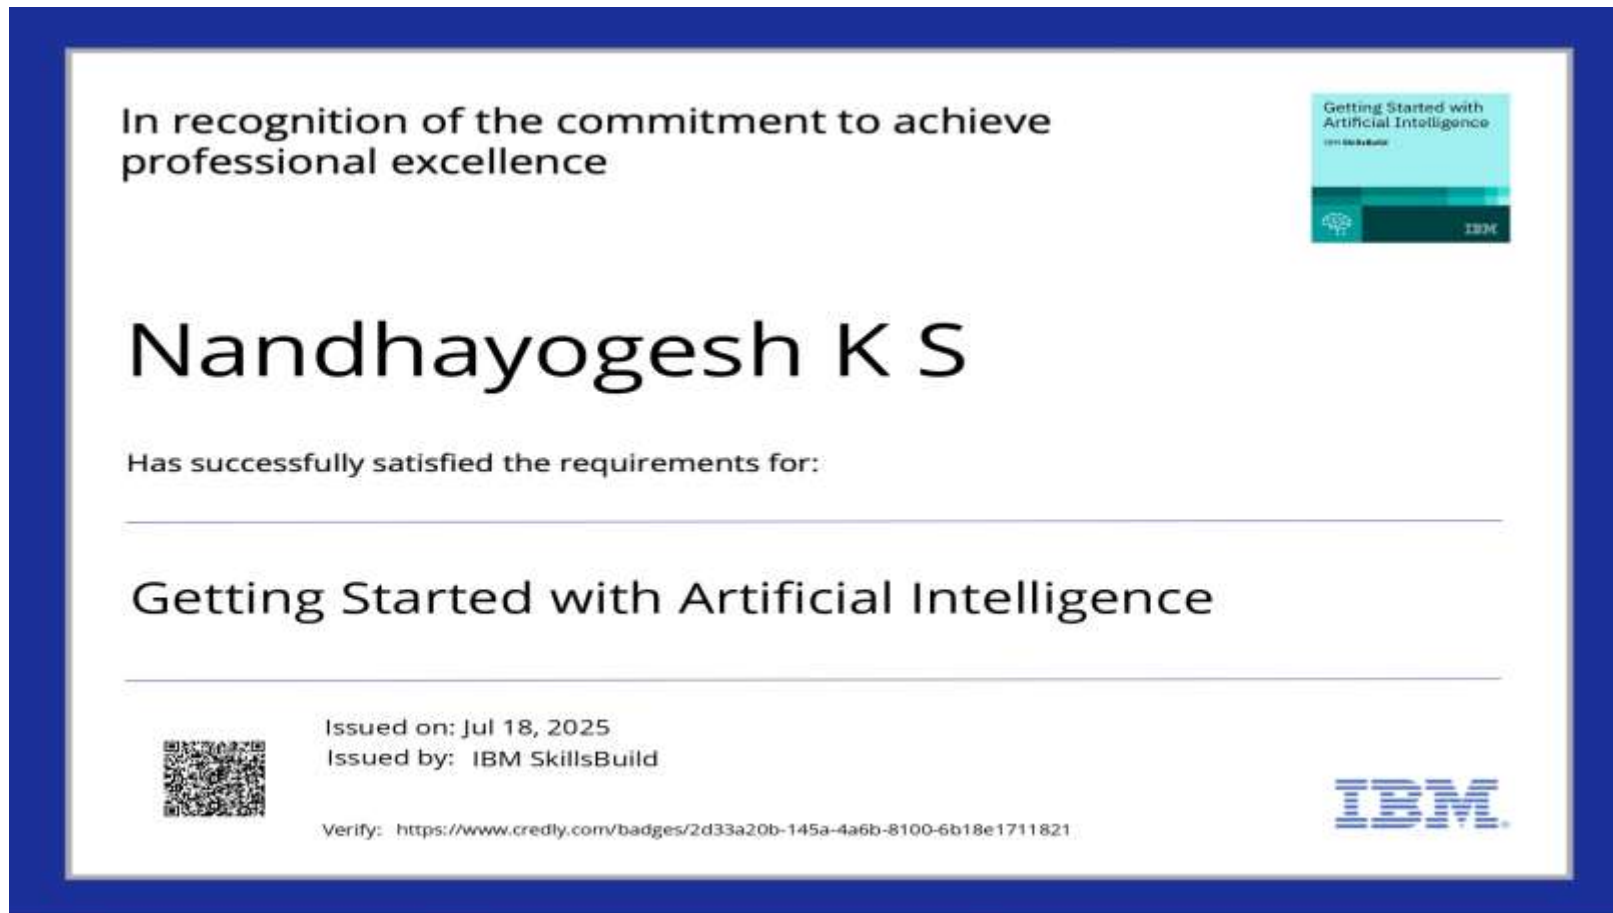 In recognition of the commitment to achieve
professional excellence
Getting Started with
Artificial Intelligence
IBM SkillsBuild
IBM
Nandhayogesh K S
Has successfully satisfied the requirements for:
Getting Started with Artificial Intelligence
Issued on: Jul 18, 2025
Issued by: IBM SkillsBuild
Verify: https://www.credly.com/badges/2d33a20b-145a-4a6b-8100-6b18e1711821
IBM®